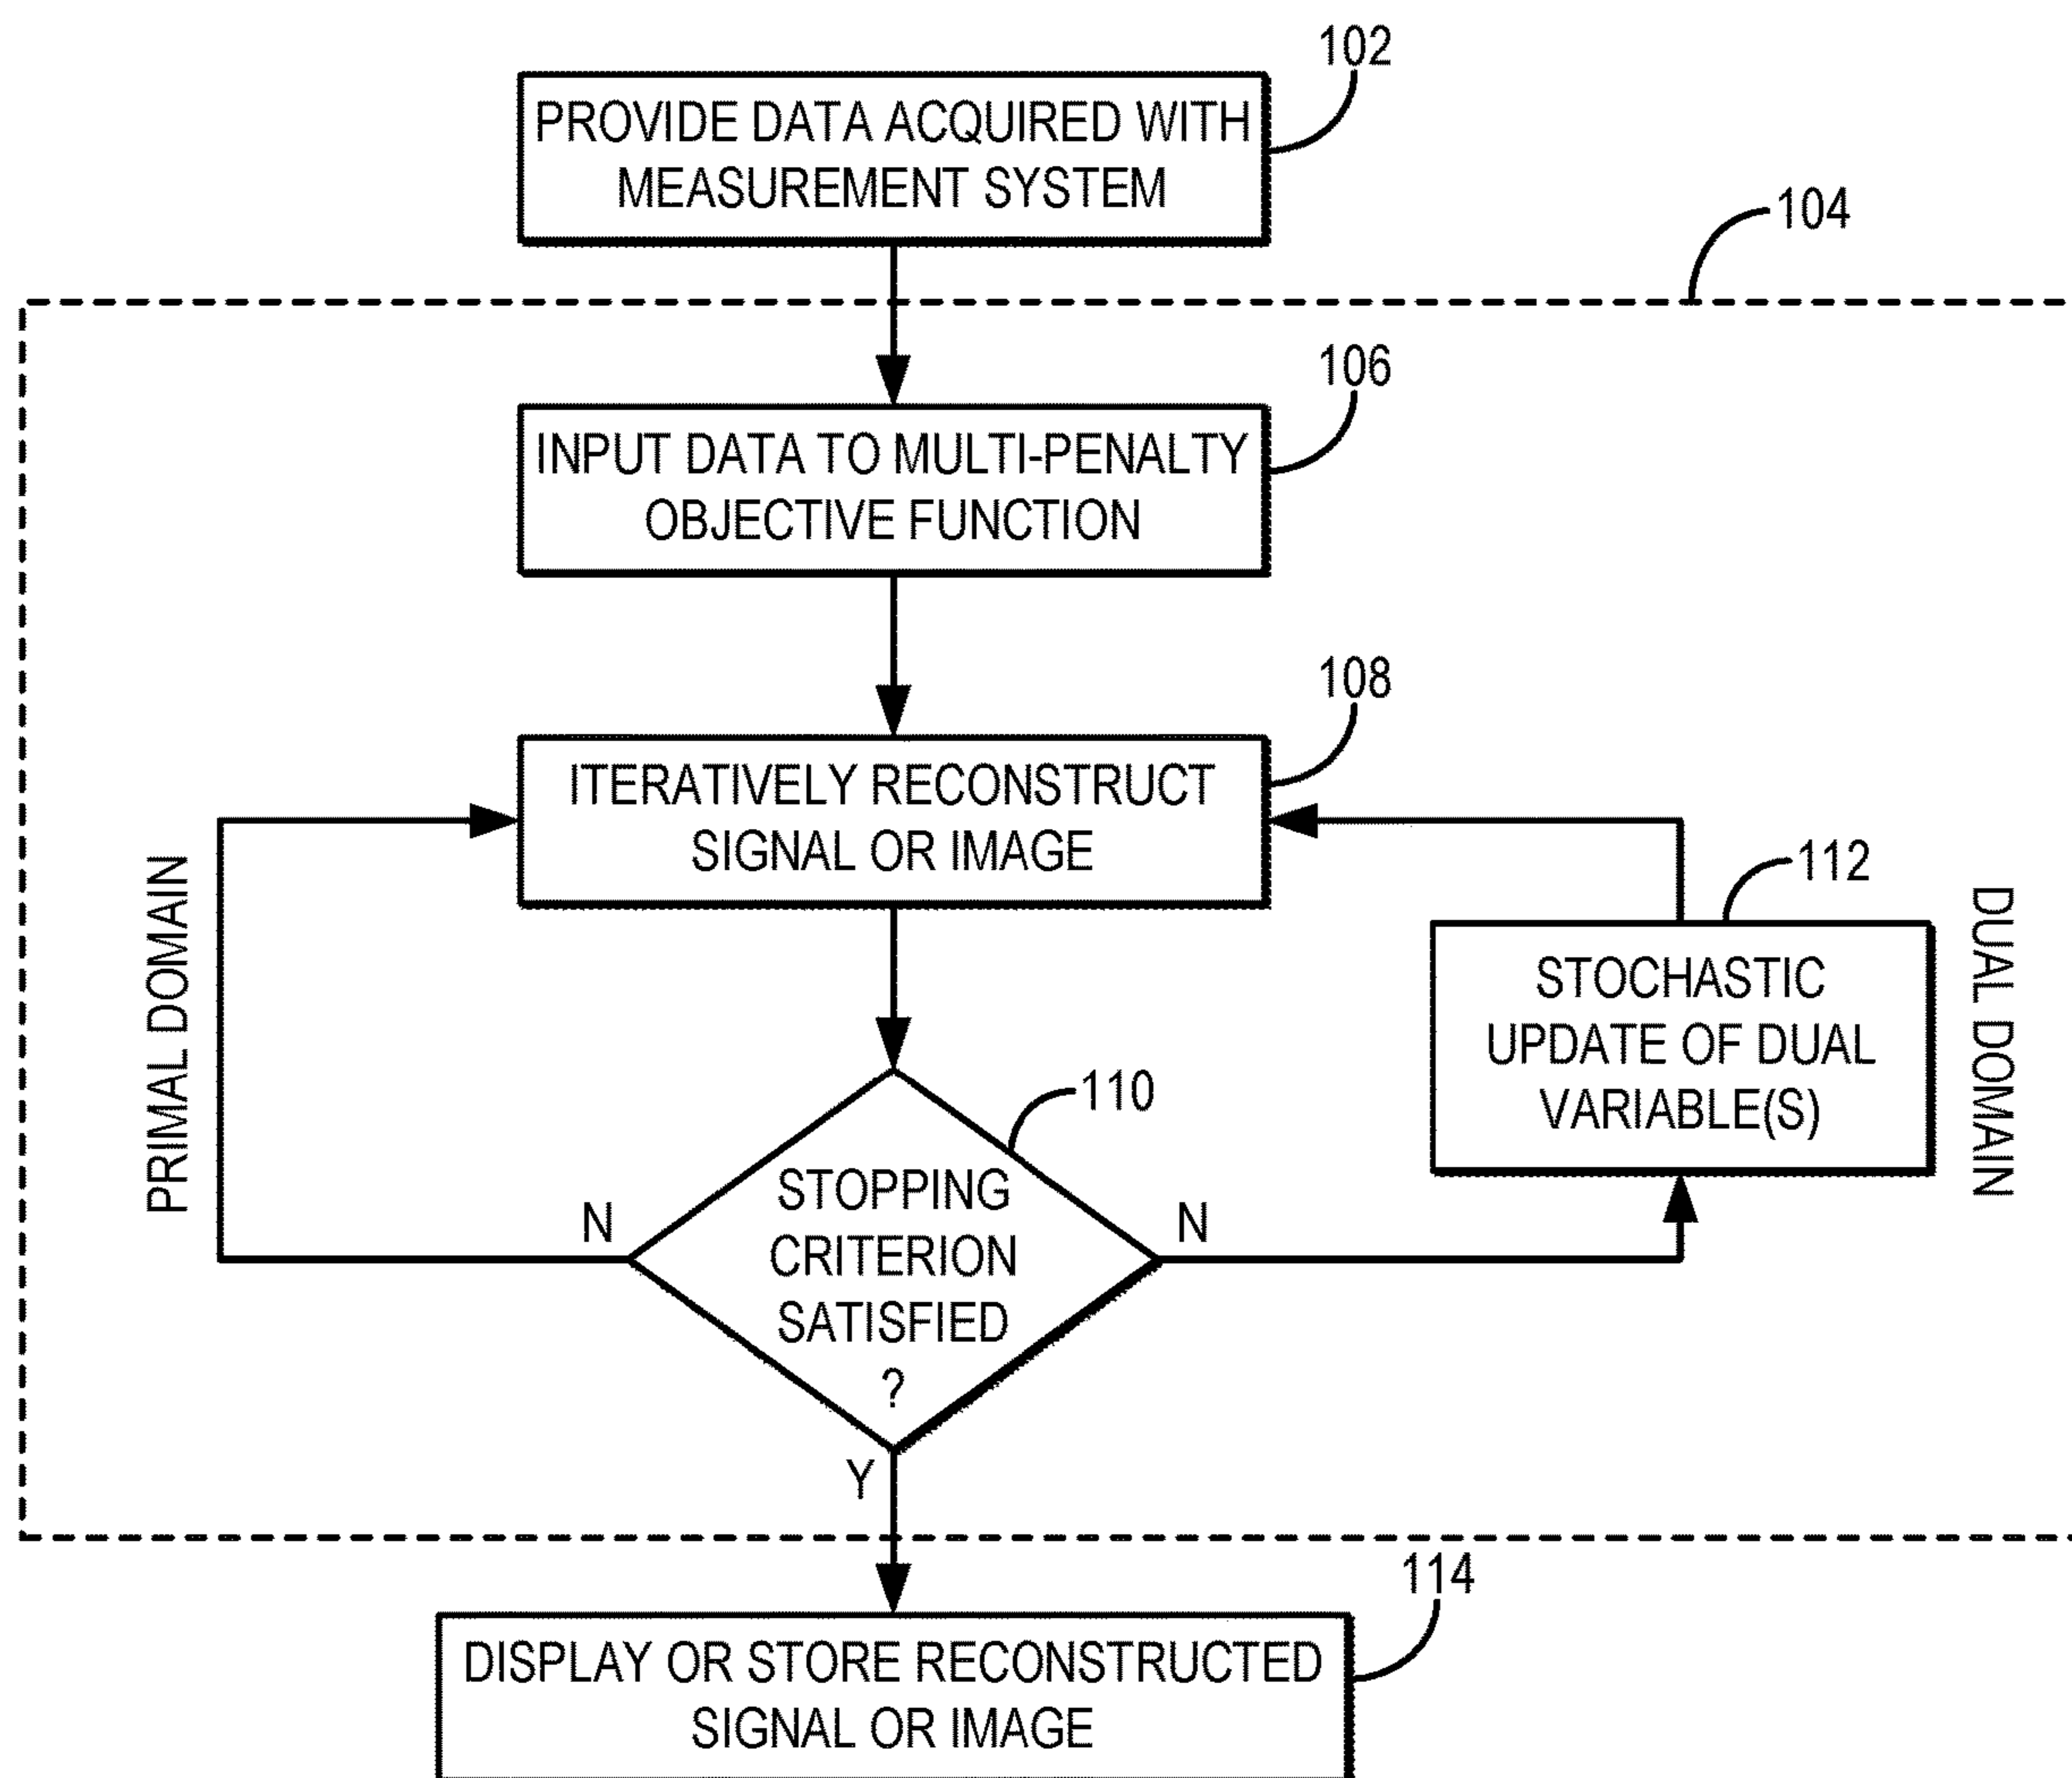 102
PROVIDE DATA ACQUIRED WITH
MEASUREMENT SYSTEM
104
106
INPUT DATA TO MULTI-PENALTY
OBJECTIVE FUNCTION
108
ITERATIVELY RECONSTRUCT
SIGNAL OR IMAGE
PRIMAL DOMAIN
112
STOCHASTIC
UPDATE OF DUAL
VARIABLE(S)
DUAL DOMAIN
110
STOPPING
CRITERION
SATISFIED
?
N
N
Y
114
DISPLAY OR STORE RECONSTRUCTED
SIGNAL OR IMAGE